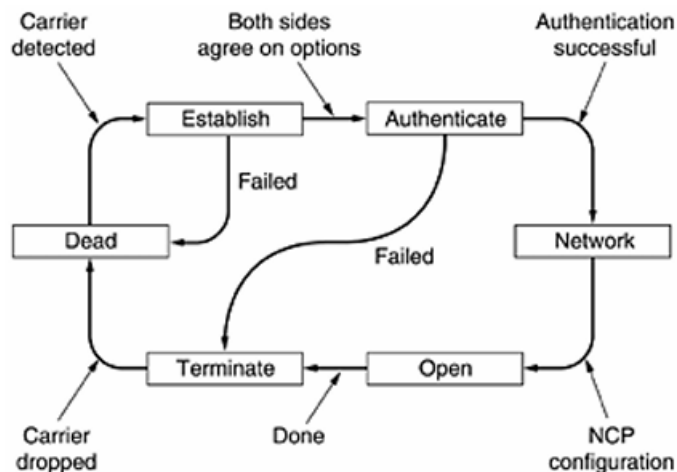 Carrier
detected
Both sides
agree on options
Authentication
successful
Establish
Authenticate
Failed
Dead
Failed
Network
Terminate
Open
Carrier
dropped
Done
NCP
configuration